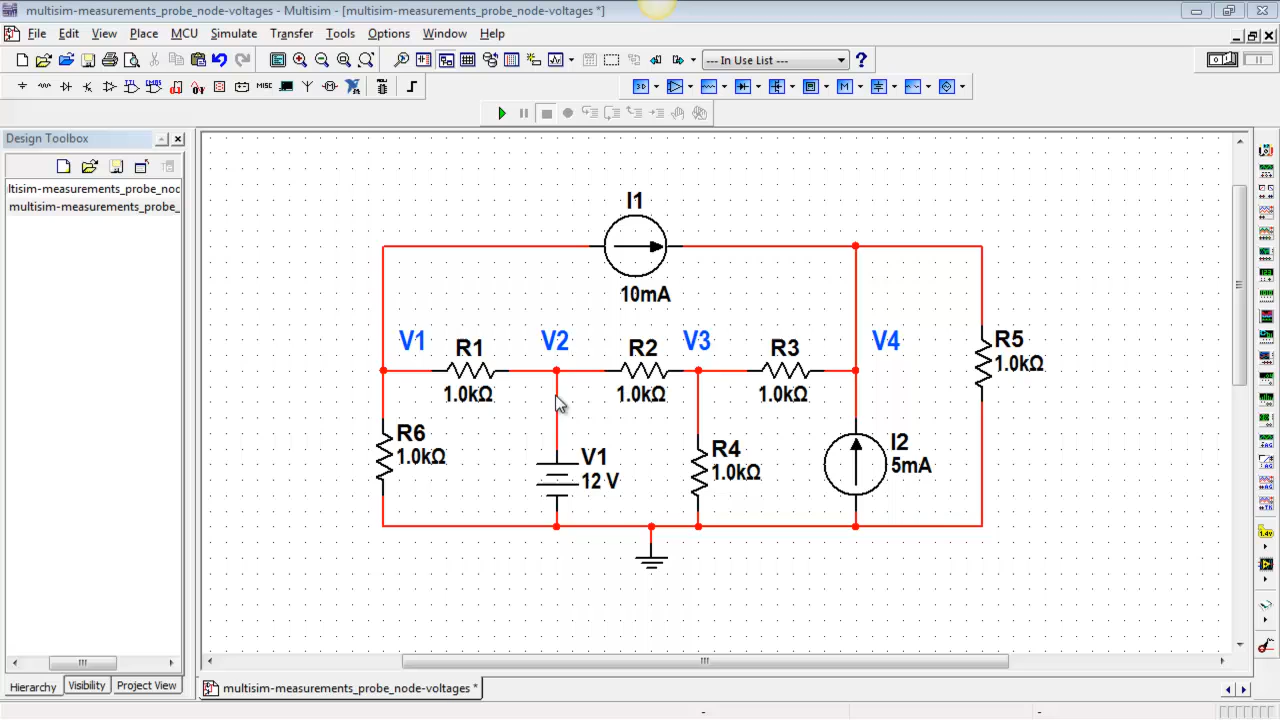 multisim-measurements_probe_node-voltages - Multisim - [multisim-measurements_probe_node-voltages *]
File Edit View Place MCU Simulate Transfer Tools Options Window Help
--- In Use List ---
MISC
Design Toolbox
ltisim-measurements_probe_noc
multisim-measurements_probe_
I1
10mA
V1
R1
1.0kΩ
V2
R2
1.0kΩ
V3
R3
1.0kΩ
V4
R5
1.0kΩ
R6
1.0kΩ
V1
12 V
R4
1.0kΩ
I2
5mA
Hierarchy Visibility Project View
multisim-measurements_probe_node-voltages *
- -